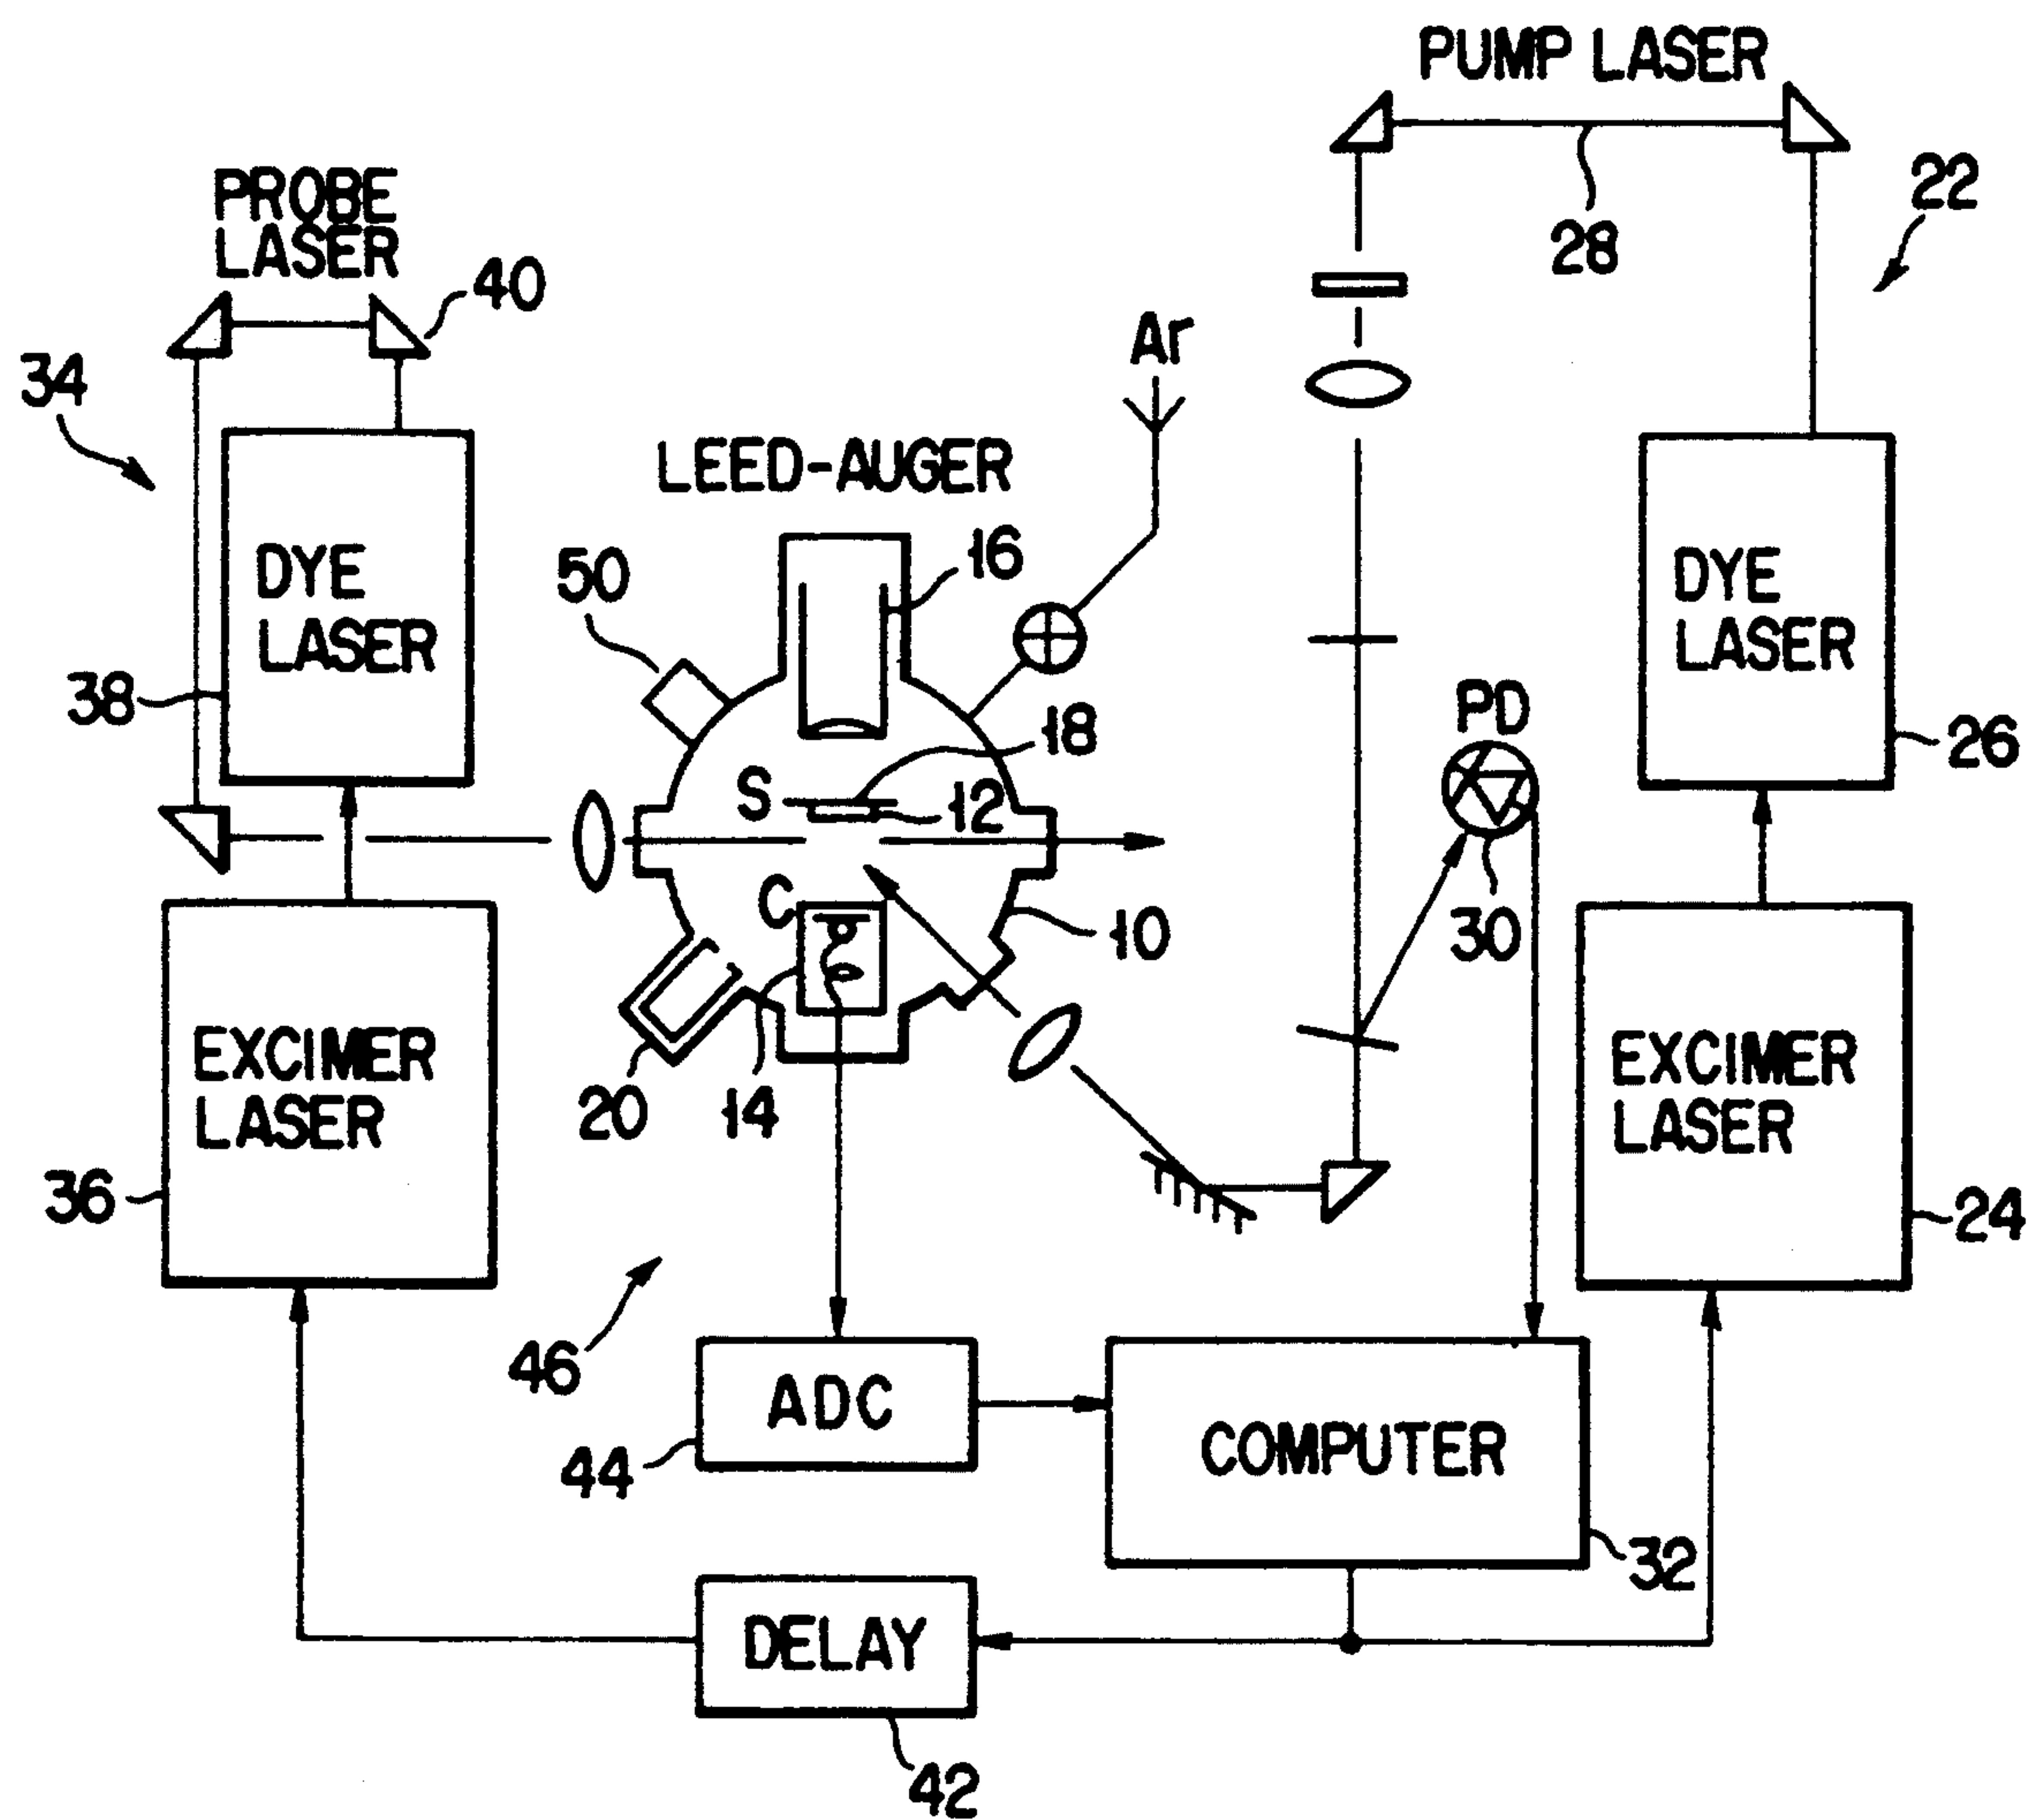 PUMP LASER
22
28
PROBE
LASER
40
34
Ar
LEED-AUGER
16
50
DYE
LASER
38
DYE
LASER
26
18
PD
S
12
C
10
30
EXCIMER
LASER
36
20
14
EXCIMER
LASER
24
46
ADC
44
COMPUTER
32
DELAY
42